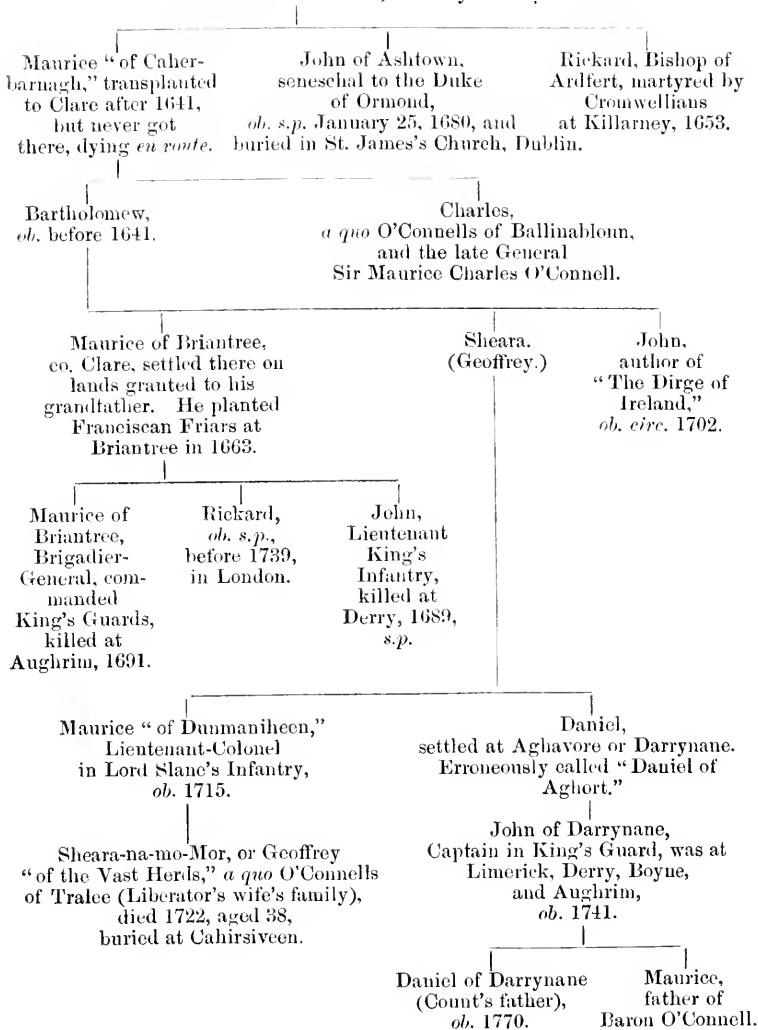 Maurice “ of Caher-
barnagh,” transplanted
to Clare after 1641,
but never got
there, dying en route.
John of Ashtown,
seneschal to the Duke
of Ormond,
ob. s.p. January 25, 1680, and
buried in St. James's Church, Dublin.
Rickard, Bishop of
Ardfert, martyred by
Cromwellians
at Killarney, 1653.
Bartholomew,
ob. before 1641.
Charles,
a quo O'Connells of Ballinabloun,
and the late General
Sir Maurice Charles O'Connell.
Maurice of Briantree,
co. Clare, settled there on
lands granted to his
grandfather. He planted
Franciscan Friars at
Briantree in 1663.
Sheara.
(Geoffrey.)
John,
author of
“ The Dirge of
Ireland,”
ob. circ. 1702.
Maurice of
Briantree,
Brigadier-
General, com-
manded
King's Guards,
killed at
Aughrim, 1691.
Rickard,
ob. s.p.,
before 1739,
in London.
John,
Lieutenant
King's
Infantry,
killed at
Derry, 1689,
s.p.
Maurice “ of Dunmaniheen,”
Lieutenant-Colonel
in Lord Slane's Infantry,
ob. 1715.
Daniel,
settled at Aghavore or Darrynane.
Erroneously called “ Daniel of
Aghort.”
Sheara-na-mo-Mor, or Geoffrey
“ of the Vast Herds,” a quo O'Connells
of Tralee (Liberator's wife's family),
died 1722, aged 38,
buried at Cahirsiveen.
John of Darrynane,
Captain in King's Guard, was at
Limerick, Derry, Boyne,
and Aughrim,
ob. 1741.
Daniel of Darrynane
(Count's father),
ob. 1770.
Maurice,
father of
Baron O'Connell.